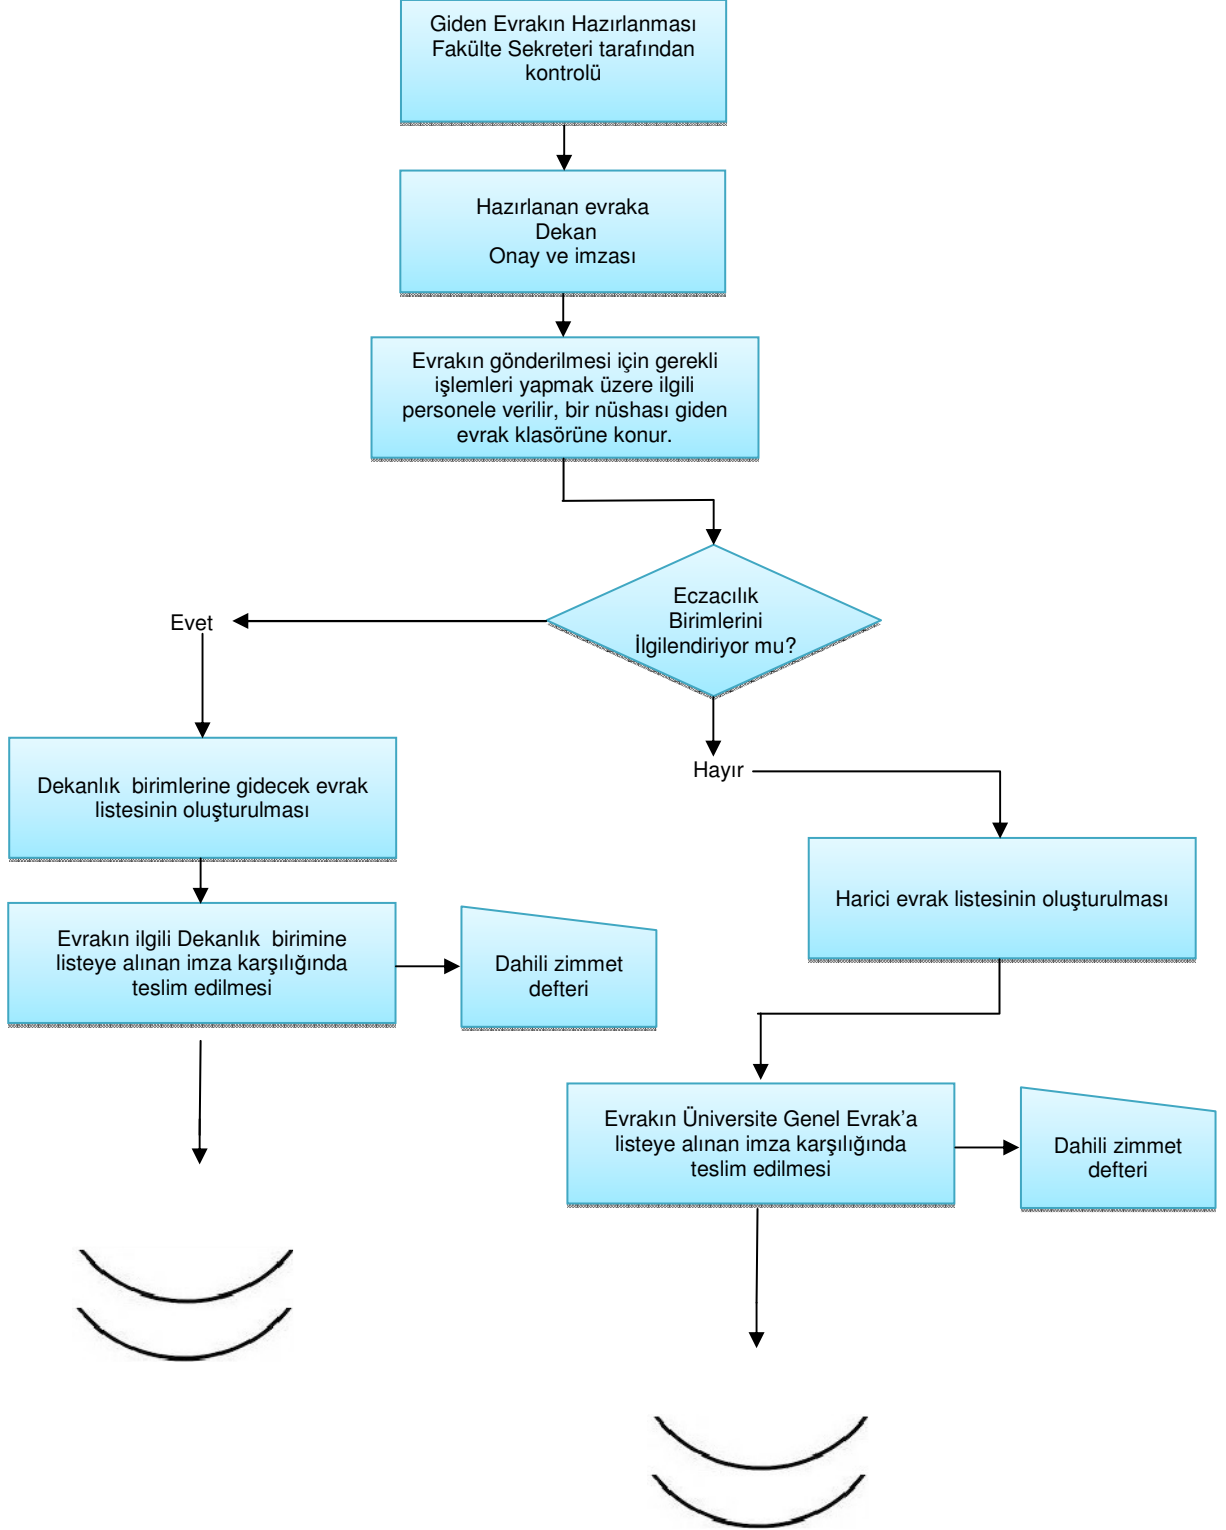 Giden Evrakın Hazırlanması
Fakülte Sekreteri tarafından
kontrolü
Hazırlanan evraka
Dekan
Onay ve imzası
Evrakın gönderilmesi için gerekli
işlemleri yapmak üzere ilgili
personele verilir, bir nüshası giden
evrak klasörüne konur.
Eczacılık
Birimlerini
İlgilendiriyor mu?
Evet
Hayır
Dekanlık  birimlerine gidecek evrak
listesinin oluşturulması
Harici evrak listesinin oluşturulması
Evrakın ilgili Dekanlık  birimine
listeye alınan imza karşılığında
teslim edilmesi
Dahili zimmet
defteri
Evrakın Üniversite Genel Evrak’a
listeye alınan imza karşılığında
teslim edilmesi
Dahili zimmet
defteri